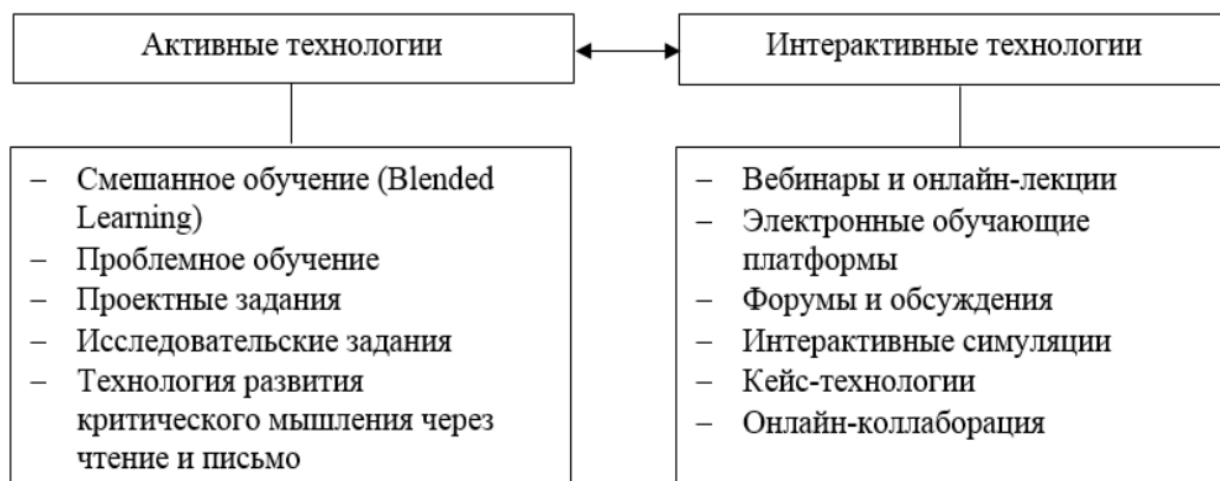 Активные технологии
Интерактивные технологии
– Смешанное обучение (Blended
Learning)
– Проблемное обучение
– Проектные задания
– Исследовательские задания
– Технология развития
критического мышления через
чтение и письмо
– Вебинары и онлайн-лекции
– Электронные обучающие
платформы
– Форумы и обсуждения
– Интерактивные симуляции
– Кейс-технологии
– Онлайн-коллаборация